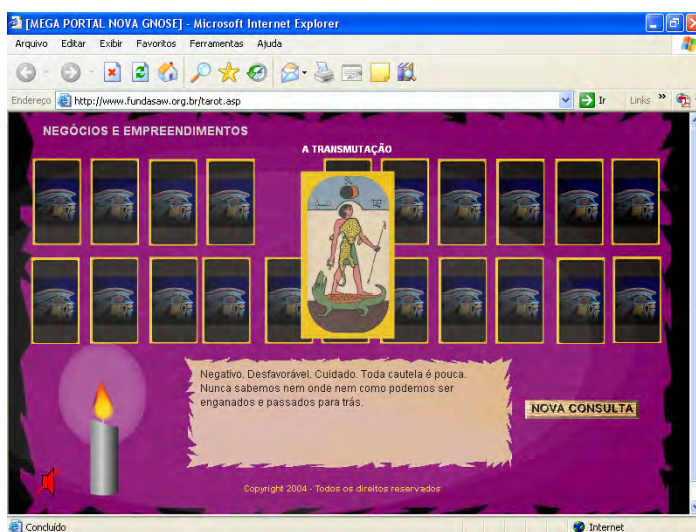 [MEGA PORTAL NOVA GNOSE] - Microsoft Internet Explorer
Arquivo Editar Exibir Favoritos Ferramentas Ajuda
Endereço http://www.fundasaw.org.br/tarot.asp Ir Links »
NEGÓCIOS E EMPREENDIMENTOS
A TRANSMUTAÇÃO
Negativo. Desfavorável. Cuidado. Toda cautela é pouca.
Nunca sabemos nem onde nem como podemos ser
enganados e passados para trás.
NOVA CONSULTA
Copyright 2004 - Todos os direitos reservados
Concluído Internet